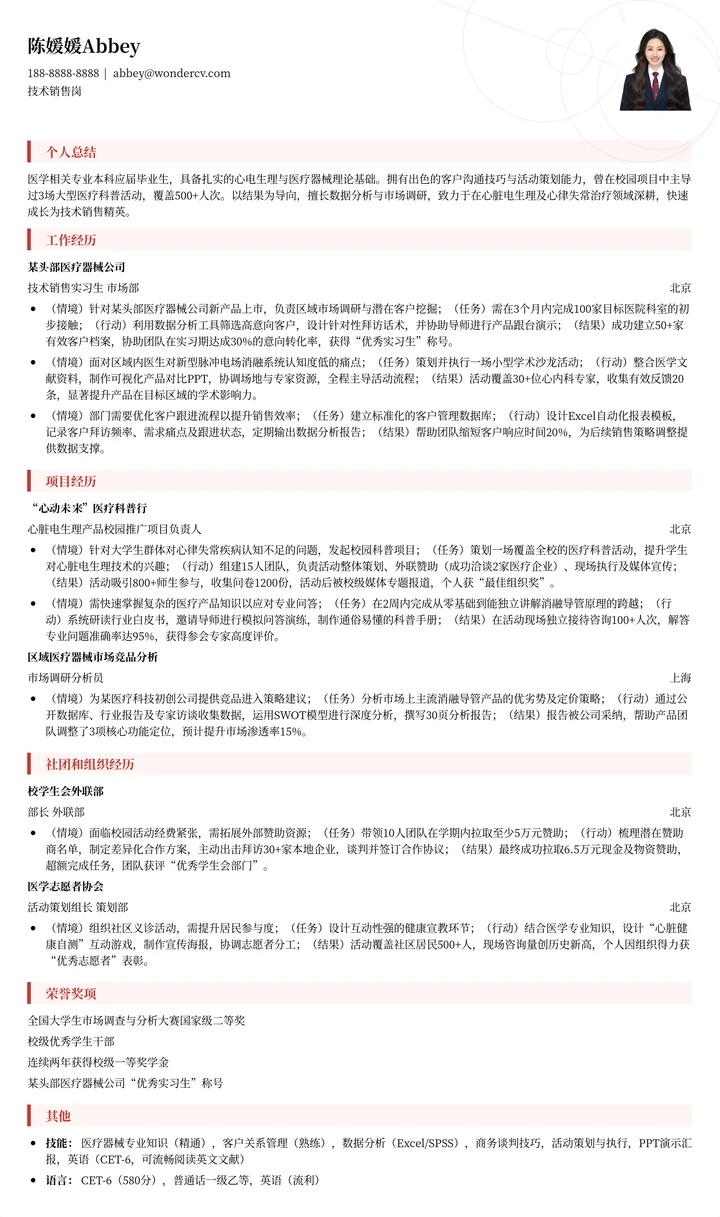 陈媛媛Abbey
188-8888-8888 | abbey@wondercv.com
技术销售岗
个人总结
医学相关专业本科应届毕业生，具备扎实的心电生理与医疗器械理论基础。拥有出色的客户沟通技巧与活动策划能力，曾在校园项目中主导
过3场大型医疗科普活动，覆盖500+人次。以结果为导向，擅长数据分析与市场调研，致力于在心脏电生理及心律失常治疗领域深耕，快速
成长为技术销售精英。
工作经历
某头部医疗器械公司
技术销售实习生 市场部 北京
（情境）针对某头部医疗器械公司新产品上市，负责区域市场调研与潜在客户挖掘；（任务）需在3个月内完成100家目标医院科室的初
步接触；（行动）利用数据分析工具筛选高意向客户，设计针对性拜访话术，并协助导师进行产品跟台演示；（结果）成功建立50+家
有效客户档案，协助团队在实习期达成30%的意向转化率，获得“优秀实习生”称号。
（情境）面对区域内医生对新型脉冲电场消融系统认知度低的痛点；（任务）策划并执行一场小型学术沙龙活动；（行动）整合医学文
献资料，制作可视化产品对比PPT，协调场地与专家资源，全程主导活动流程；（结果）活动覆盖30+位心内科专家，收集有效反馈20
条，显著提升产品在目标区域的学术影响力。
（情境）部门需要优化客户跟进流程以提升销售效率；（任务）建立标准化的客户管理数据库；（行动）设计Excel自动化报表模板，
记录客户拜访频率、需求痛点及跟进状态，定期输出数据分析报告；（结果）帮助团队缩短客户响应时间20%，为后续销售策略调整提
供数据支撑。
项目经历
“心动未来”医疗科普行
心脏电生理产品校园推广项目负责人 北京
（情境）针对大学生群体对心律失常疾病认知不足的问题，发起校园科普项目；（任务）策划一场覆盖全校的医疗科普活动，提升学生
对心脏电生理技术的兴趣；（行动）组建15人团队，负责活动整体策划、外联赞助（成功洽谈2家医疗企业）、现场执行及媒体宣传；
（结果）活动吸引800+师生参与，收集问卷1200份，活动后被校级媒体专题报道，个人获“最佳组织奖”。
（情境）需快速掌握复杂的医疗产品知识以应对专业问答；（任务）在2周内完成从零基础到能独立讲解消融导管原理的跨越；（行
动）系统研读行业白皮书，邀请导师进行模拟问答演练，制作通俗易懂的科普手册；（结果）在活动现场独立接待咨询100+人次，解答
专业问题准确率达95%，获得参会专家高度评价。
区域医疗器械市场竞品分析
市场调研分析员 上海
（情境）为某医疗科技初创公司提供竞品进入策略建议；（任务）分析市场上主流消融导管产品的优劣势及定价策略；（行动）通过公
开数据库、行业报告及专家访谈收集数据，运用SWOT模型进行深度分析，撰写30页分析报告；（结果）报告被公司采纳，帮助产品团
队调整了3项核心功能定位，预计提升市场渗透率15%。
社团和组织经历
校学生会外联部
部长 外联部 北京
（情境）面临校园活动经费紧张，需拓展外部赞助资源；（任务）带领10人团队在学期内拉取至少5万元赞助；（行动）梳理潜在赞助
商名单，制定差异化合作方案，主动出击拜访30+家本地企业，谈判并签订合作协议；（结果）最终成功拉取6.5万元现金及物资赞助，
超额完成任务，团队获评“优秀学生会部门”。
医学志愿者协会
活动策划组长 策划部 北京
（情境）组织社区义诊活动，需提升居民参与度；（任务）设计互动性强的健康宣教环节；（行动）结合医学专业知识，设计“心脏健
康自测”互动游戏，制作宣传海报，协调志愿者分工；（结果）活动覆盖社区居民500+人，现场咨询量创历史新高，个人因组织得力获
“优秀志愿者”表彰。
荣誉奖项
全国大学生市场调查与分析大赛国家级二等奖
校级优秀学生干部
连续两年获得校级一等奖学金
某头部医疗器械公司“优秀实习生”称号
其他
技能：医疗器械专业知识（精通），客户关系管理（熟练），数据分析（Excel/SPSS），商务谈判技巧，活动策划与执行，PPT演示汇
报，英语（CET-6，可流畅阅读英文文献）
语言：CET-6（580分），普通话一级乙等，英语（流利）